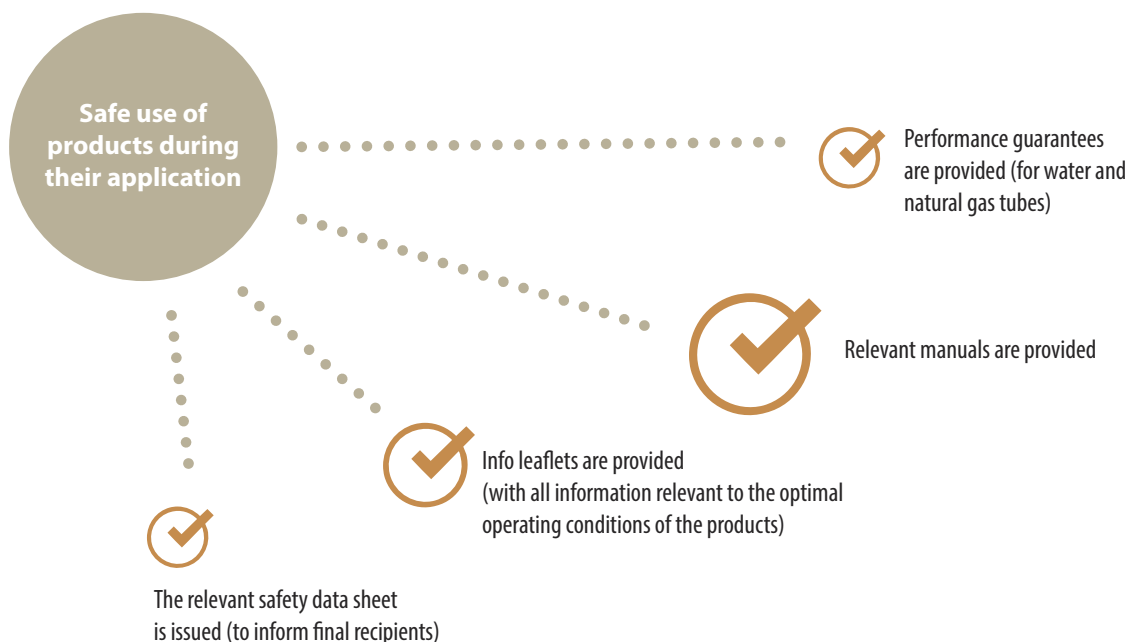 Safe use of
products during
their application
Performance guarantees
are provided (for water and
natural gas tubes)
Relevant manuals are provided
Info leaflets are provided
(with all information relevant to the optimal
operating conditions of the products)
The relevant safety data sheet
is issued (to inform final recipients)